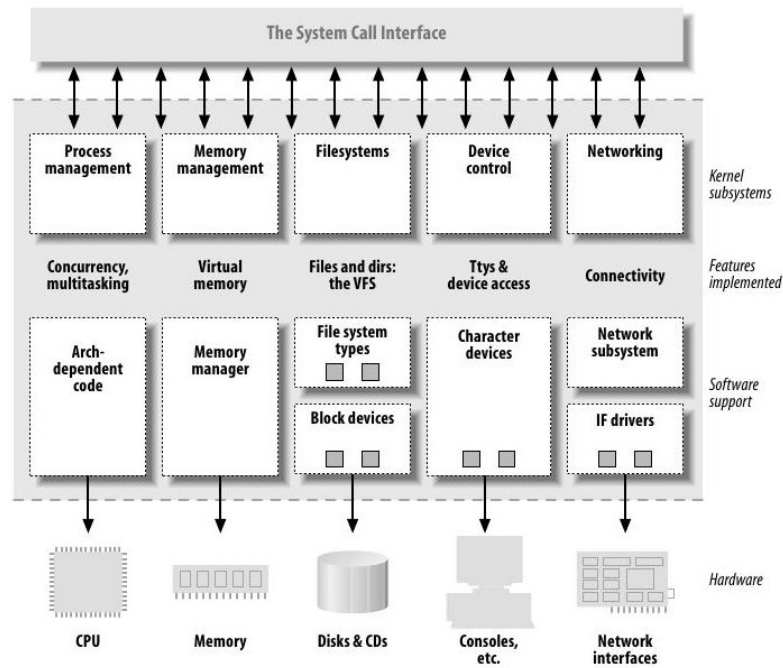 The System Call Interface
Process
management
Memory
management
Filesystems
Device
control
Networking
Kernel
subsystems
Concurrency,
multitasking
Virtual
memory
Files and dirs:
the VFS
Ttys &
device access
Connectivity
Features
implemented
Arch-
dependent
code
Memory
manager
File system
types
Block devices
Character
devices
Network
subsystem
IF drivers
Software
support
CPU
Memory
Disks & CDs
Consoles,
etc.
Network
interfaces
Hardware